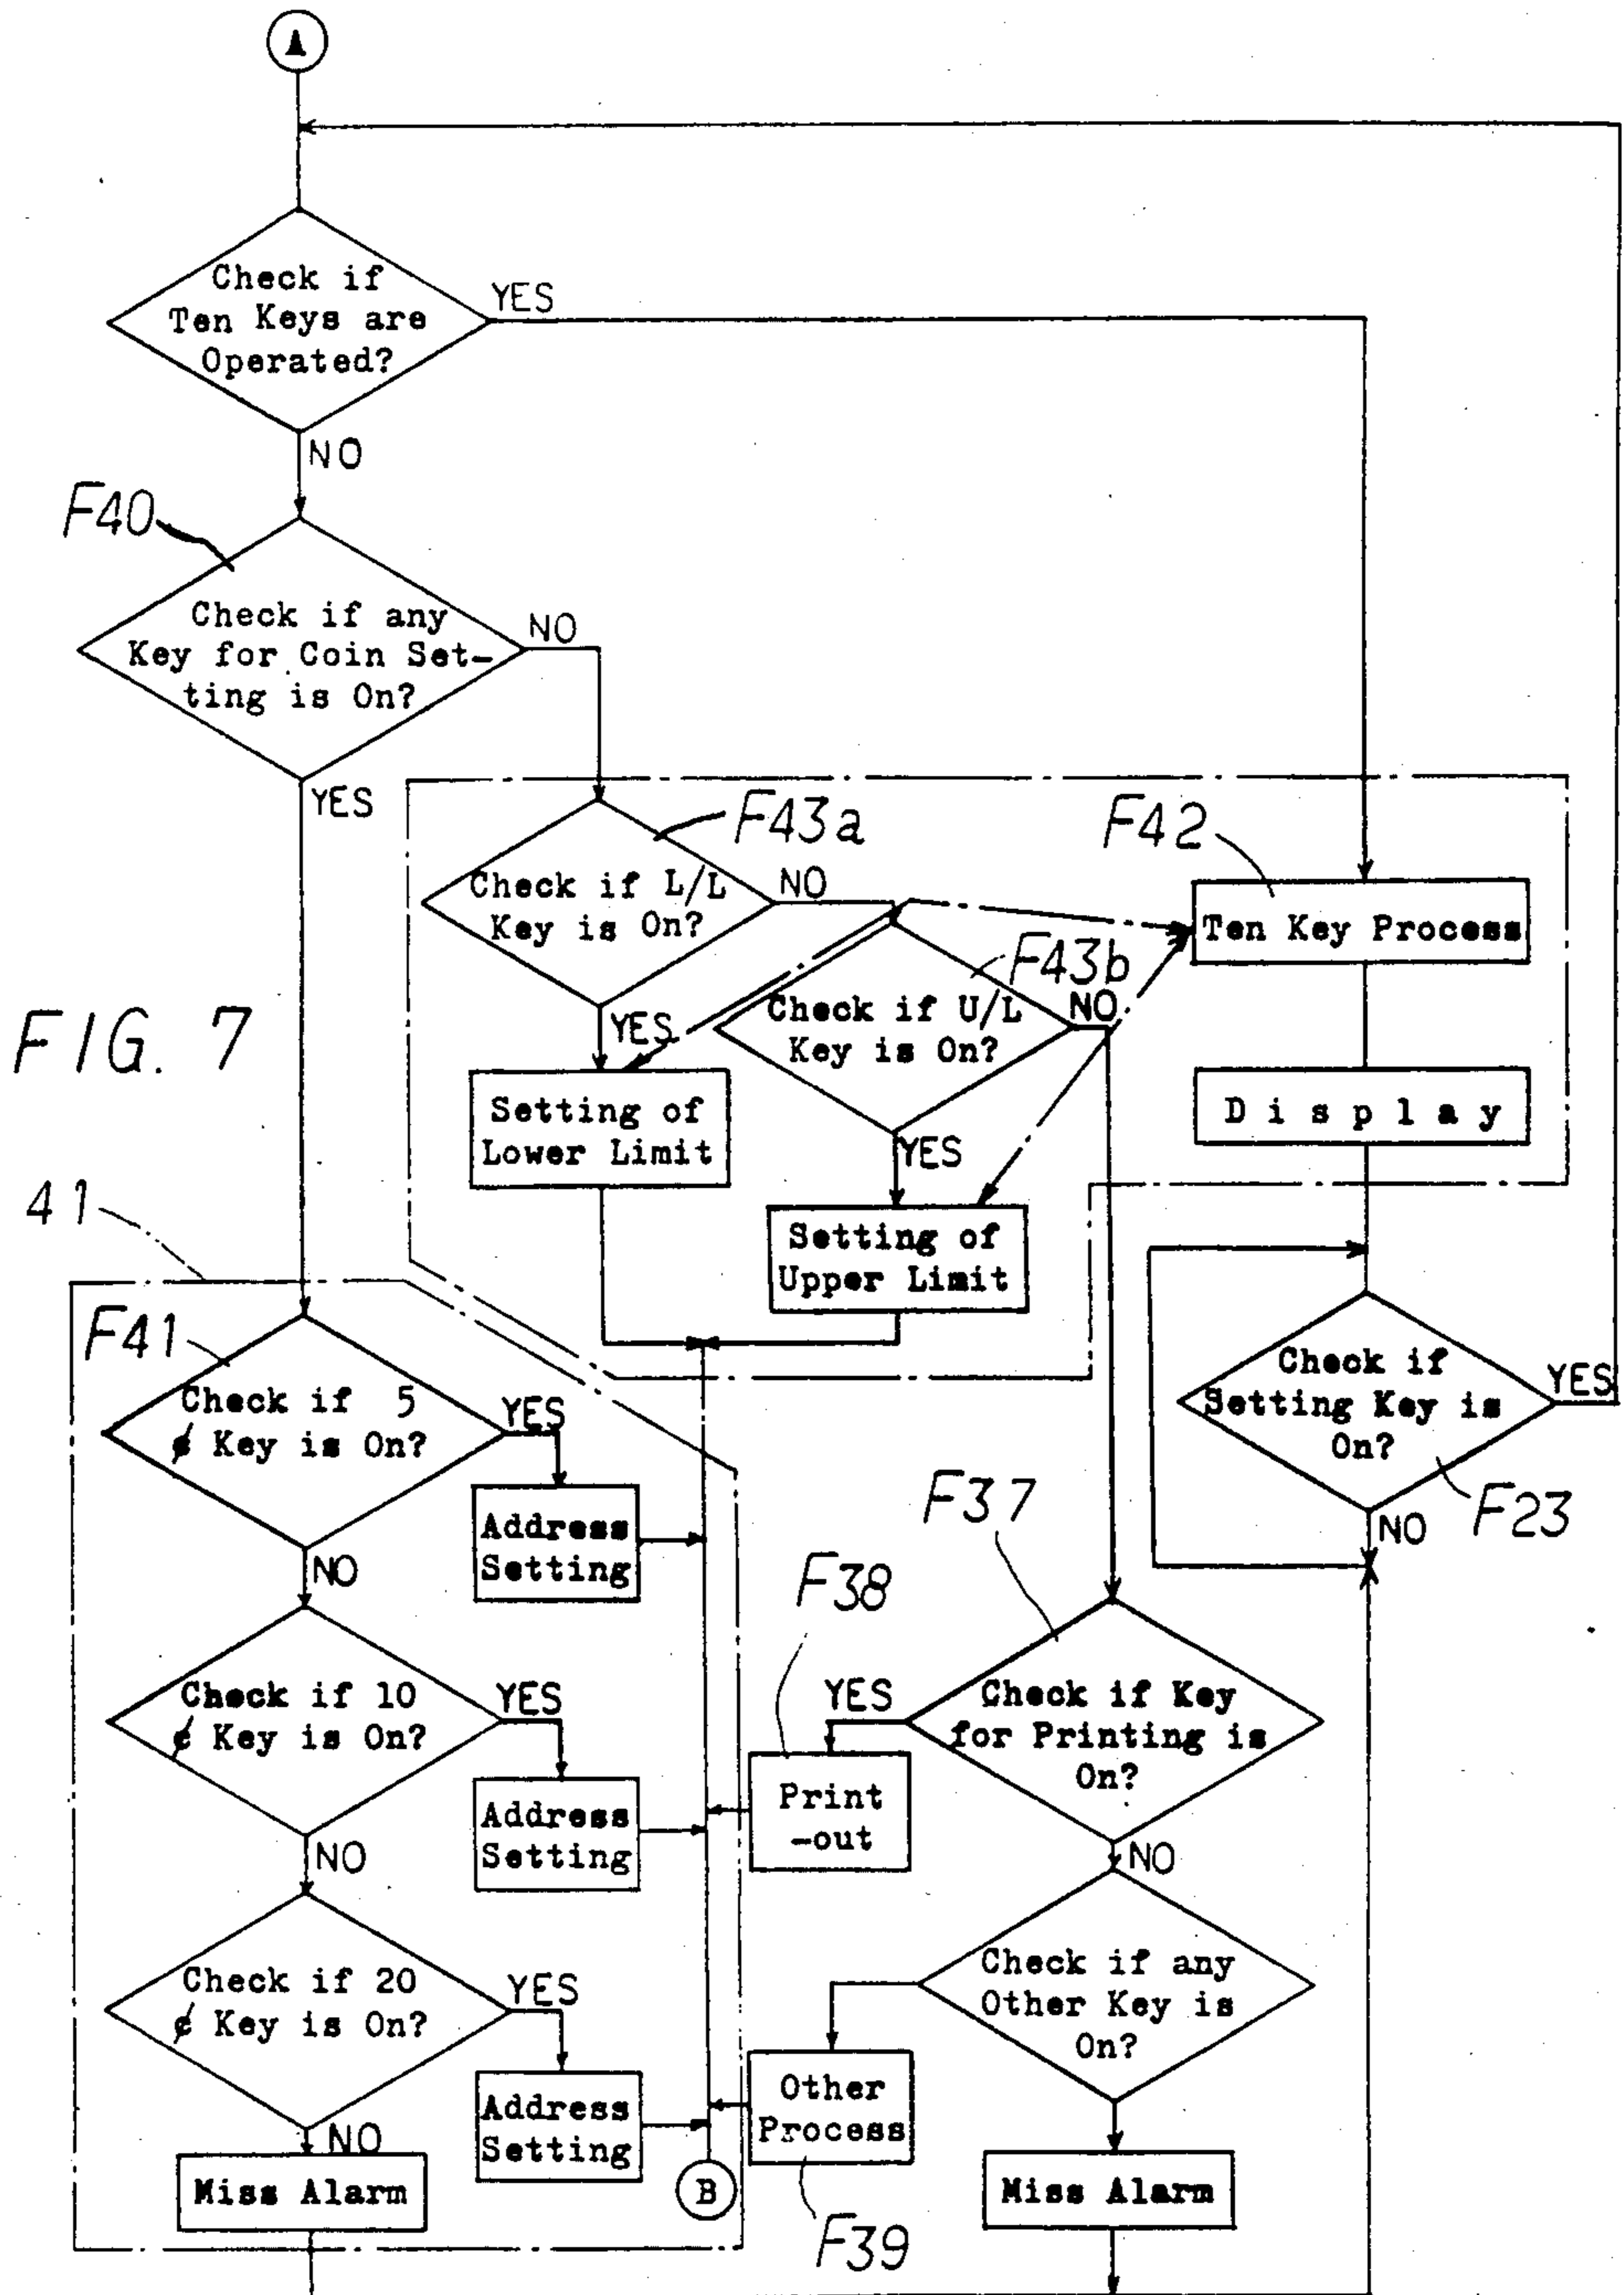 A
Check if
Ten Keys are
Operated?
YES
NO
F40
Check if any
Key for Coin Set-
ting is On?
NO
YES
F43a
Check if L/L
Key is On?
NO
YES
F42
Ten Key Process
F43b
Check if U/L
Key is On?
NO
YES
FIG. 7
Setting of
Lower Limit
Display
Setting of
Upper Limit
41
F41
Check if 5
¢ Key is On?
YES
NO
Address
Setting
Check if
Setting Key is
On?
YES
NO
F23
F37
F38
Check if 10
¢ Key is On?
YES
NO
Address
Setting
YES
Check if Key
for Printing is
On?
NO
Print
-out
Check if 20
¢ Key is On?
YES
NO
Address
Setting
Check if any
Other Key is
On?
Other
Process
Miss Alarm
B
Miss Alarm
F39